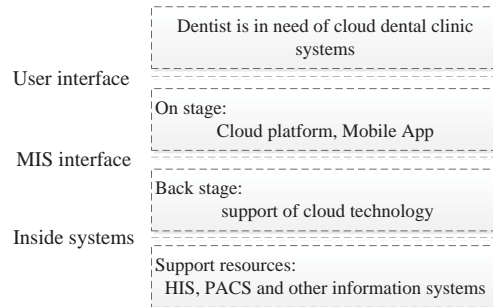 Dentist is in need of cloud dental clinic
systems
User interface
On stage:
Cloud platform, Mobile App
MIS interface
Back stage:
support of cloud technology
Inside systems
Support resources:
HIS, PACS and other information systems